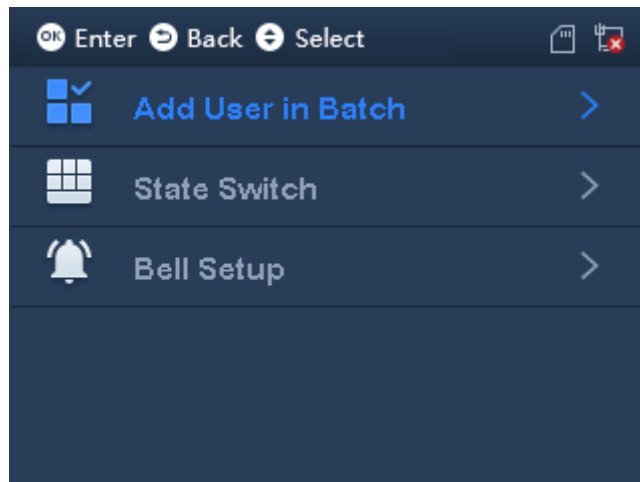 OK Enter Back Select
Add User in Batch
State Switch
Bell Setup